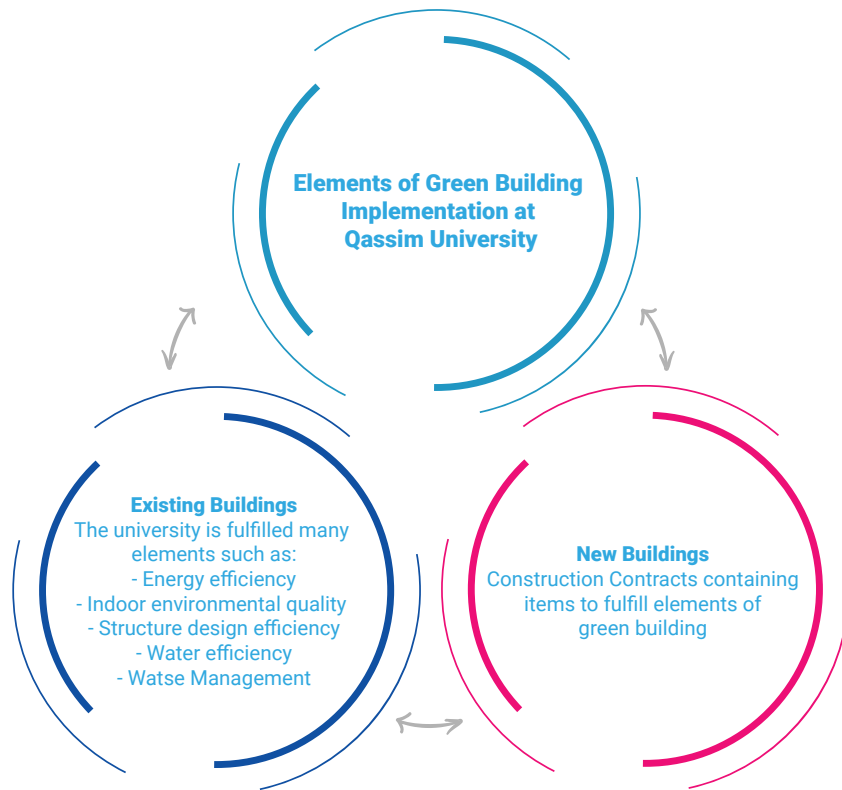 Elements of Green Building
Implementation at
Qassim University
Existing Buildings
The university is fulfilled many
elements such as:
- Energy efficiency
- Indoor environmental quality
- Structure design efficiency
- Water efficiency
- Watse Management
New Buildings
Construction Contracts containing
items to fulfill elements of
green building